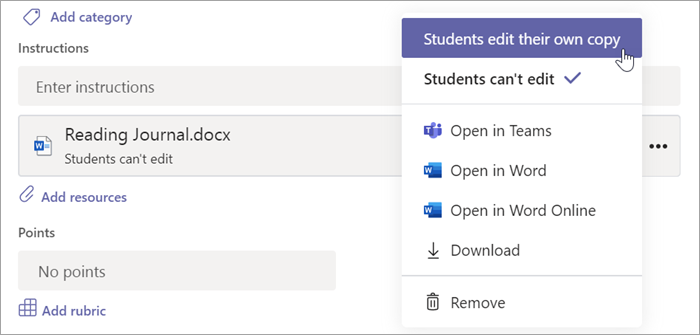 Add category
Instructions
Enter instructions
Reading Journal.docx
Students can't edit
Add resources
Points
No points
Add rubric
Students edit their own copy
Students can't edit
Open in Teams
Open in Word
Open in Word Online
Download
Remove